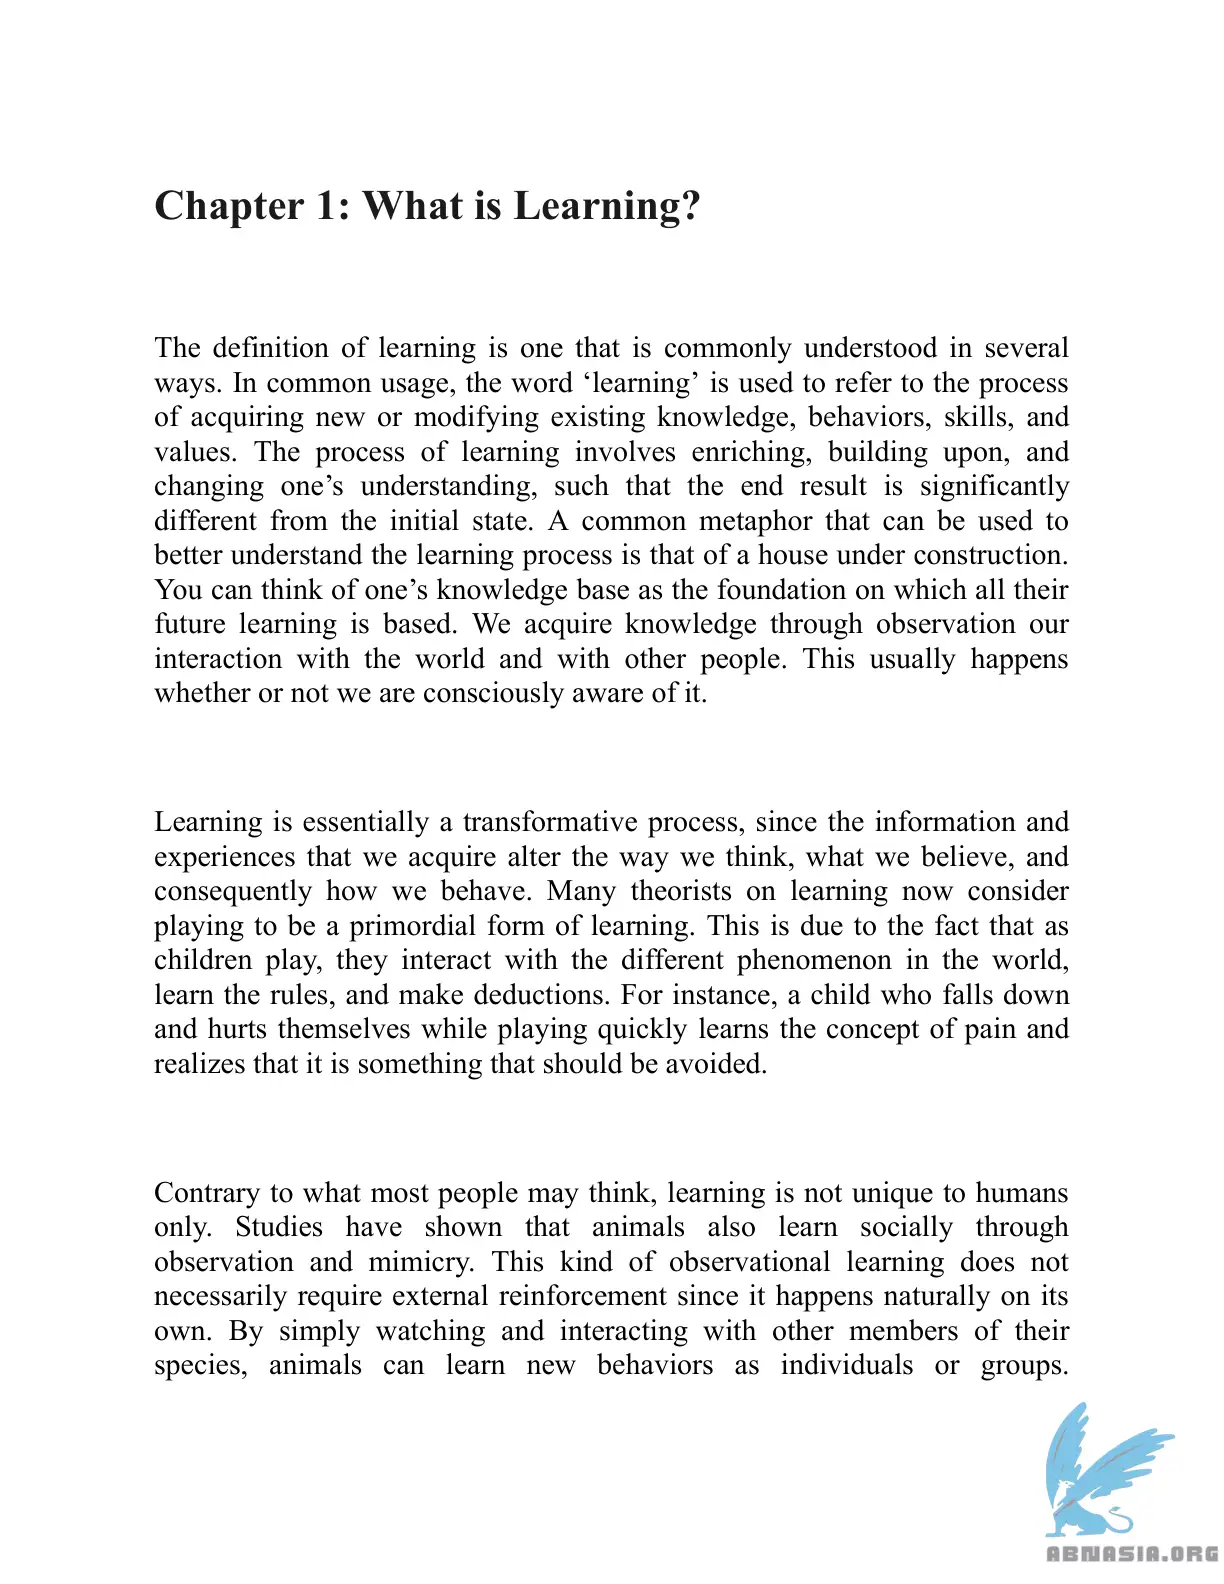 Chapter 1: What is Learning?
The definition of learning is one that is commonly understood in several
ways. In common usage, the word ‘learning’ is used to refer to the process
of acquiring new or modifying existing knowledge, behaviors, skills, and
values. The process of learning involves enriching, building upon, and
changing one’s understanding, such that the end result is significantly
different from the initial state. A common metaphor that can be used to
better understand the learning process is that of a house under construction.
You can think of one’s knowledge base as the foundation on which all their
future learning is based. We acquire knowledge through observation our
interaction with the world and with other people. This usually happens
whether or not we are consciously aware of it.
Learning is essentially a transformative process, since the information and
experiences that we acquire alter the way we think, what we believe, and
consequently how we behave. Many theorists on learning now consider
playing to be a primordial form of learning. This is due to the fact that as
children play, they interact with the different phenomenon in the world,
learn the rules, and make deductions. For instance, a child who falls down
and hurts themselves while playing quickly learns the concept of pain and
realizes that it is something that should be avoided.
Contrary to what most people may think, learning is not unique to humans
only. Studies have shown that animals also learn socially through
observation and mimicry. This kind of observational learning does not
necessarily require external reinforcement since it happens naturally on its
own. By simply watching and interacting with other members of their
species, animals can learn new behaviors as individuals or groups.
ABNASIA.ORG